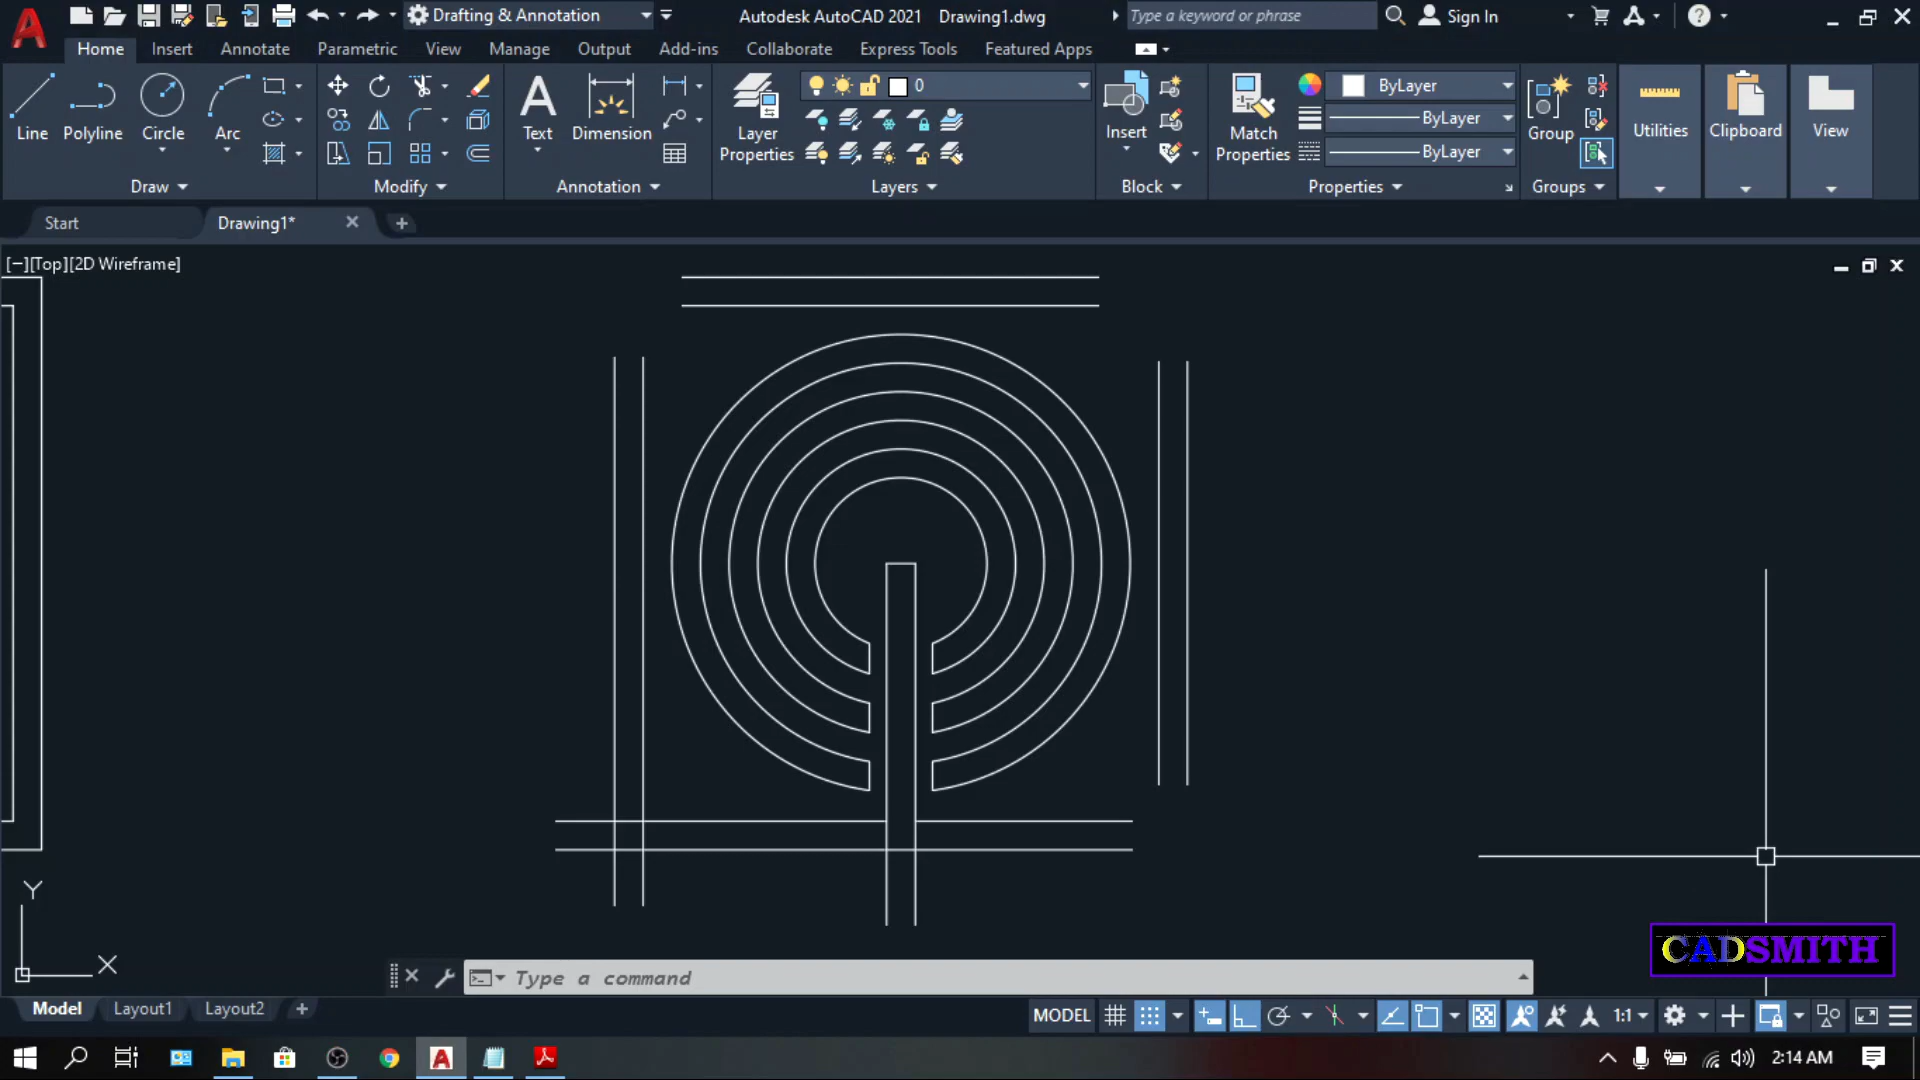 Drafting & Annotation
Autodesk AutoCAD 2021 Drawing1.dwg
Type a keyword or phrase
Sign In
Home Insert Annotate Parametric View Manage Output Add-ins Collaborate Express Tools Featured Apps
0
ByLayer
ByLayer
ByLayer
Line Polyline Circle Arc
Text Dimension
Layer
Properties
Insert
Match
Properties
Group
Utilities Clipboard View
Draw Modify Annotation Layers Block Properties Groups
Start Drawing1*
[−][Top][2D Wireframe]
Y
X
CADSMITH
Type a command
Model Layout1 Layout2
MODEL 1:1
2:14 AM